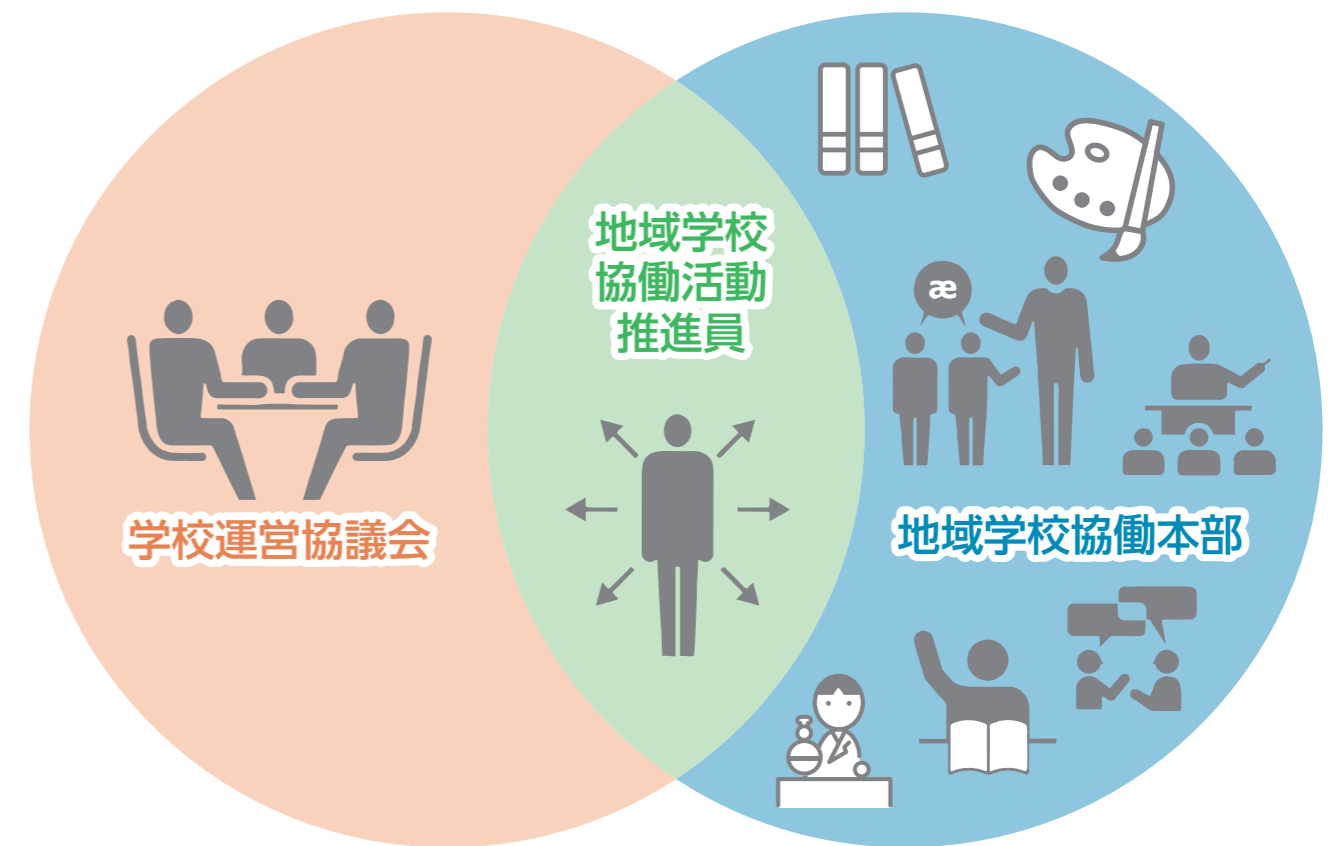 地域学校
協働活動
推進員
æ
学校運営協議会
地域学校協働本部